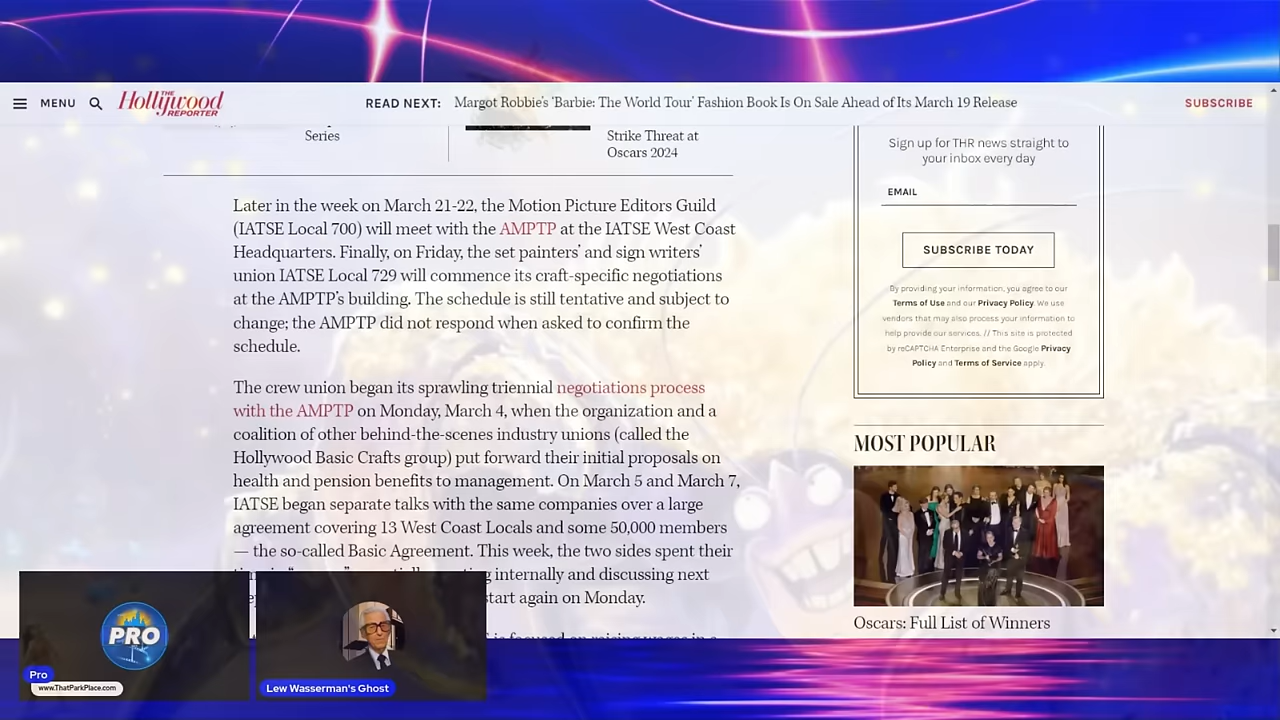 MENU
THE
Hollywood
REPORTER
READ NEXT:
Margot Robbie's 'Barbie: The World Tour' Fashion Book Is On Sale Ahead of Its March 19 Release
SUBSCRIBE
Series
Strike Threat at
Oscars 2024
Later in the week on March 21-22, the Motion Picture Editors Guild
(IATSE Local 700) will meet with the AMPTP at the IATSE West Coast
Headquarters. Finally, on Friday, the set painters' and sign writers'
union IATSE Local 729 will commence its craft-specific negotiations
at the AMPTP's building. The schedule is still tentative and subject to
change; the AMPTP did not respond when asked to confirm the
schedule.
The crew union began its sprawling triennial negotiations process
with the AMPTP on Monday, March 4, when the organization and a
coalition of other behind-the-scenes industry unions (called the
Hollywood Basic Crafts group) put forward their initial proposals on
health and pension benefits to management. On March 5 and March 7,
IATSE began separate talks with the same companies over a large
agreement covering 13 West Coast Locals and some 50,000 members
— the so-called Basic Agreement. This week, the two sides spent their
internally and discussing next
start again on Monday.
Sign up for THR news straight to
your inbox every day
EMAIL
SUBSCRIBE TODAY
By providing your information, you agree to our
Terms of Use and our Privacy Policy. We use
vendors that may also process your information to
help provide our services. // This site is protected
by reCAPTCHA Enterprise and the Google Privacy
Policy and Terms of Service apply.
MOST POPULAR
Oscars: Full List of Winners
PRO
Pro
www.ThatParkPlace.com
Lew Wasserman's Ghost